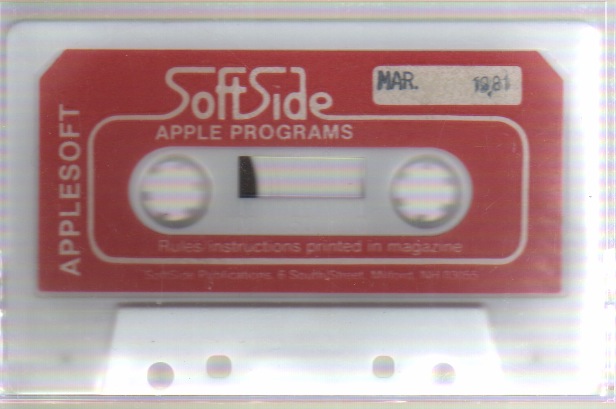 SoftSide
MAR. 1981
APPLE PROGRAMS
APPLESOFT
Rules/instructions printed in magazine
SoftSide Publications, 6 South Street, Milford, NH 03055